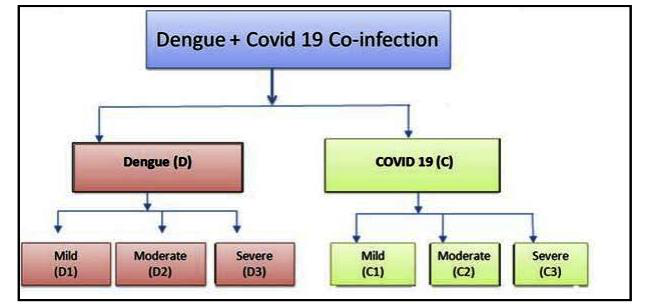 Dengue + Covid 19 Co-infection
Dengue (D)
COVID 19 (C)
Mild
(D1)
Moderate
(D2)
Severe
(D3)
Mild
(C1)
Moderate
(C2)
Severe
(C3)